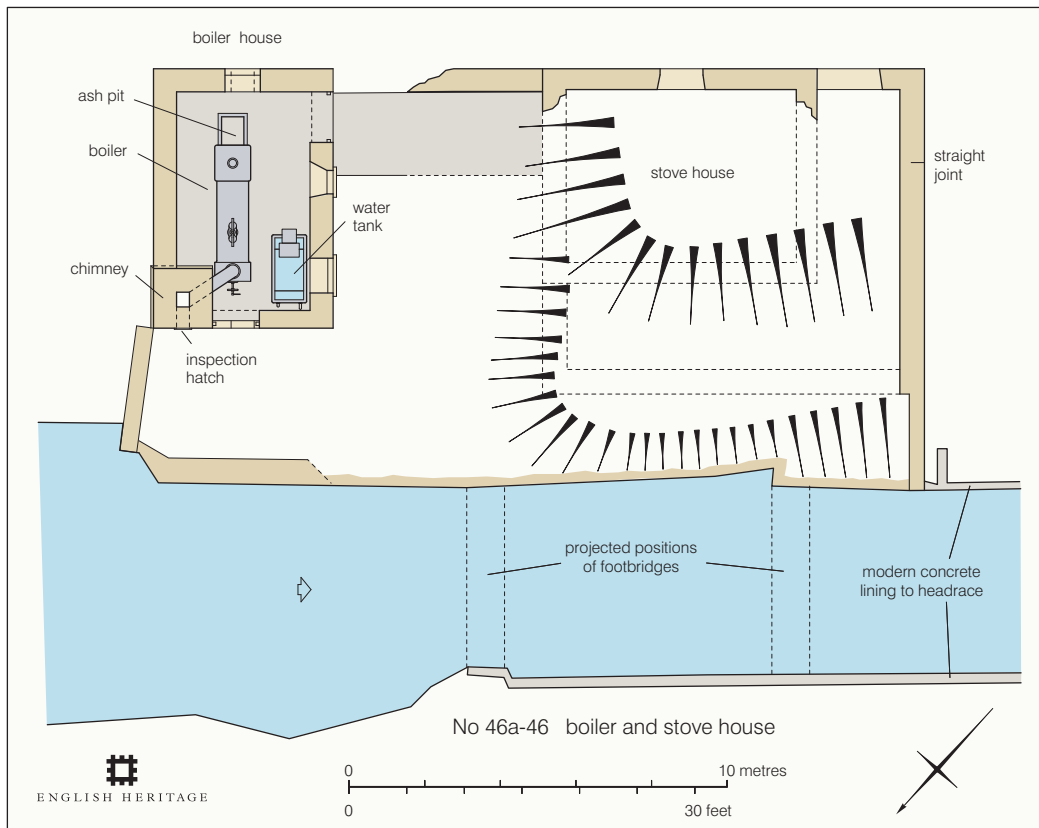 boiler house
ash pit
boiler
chimney
inspection
hatch
water
tank
stove house
straight
joint
projected positions
of footbridges
modern concrete
lining to headrace
No 46a-46 boiler and stove house
ENGLISH HERITAGE
0 10 metres
0 30 feet